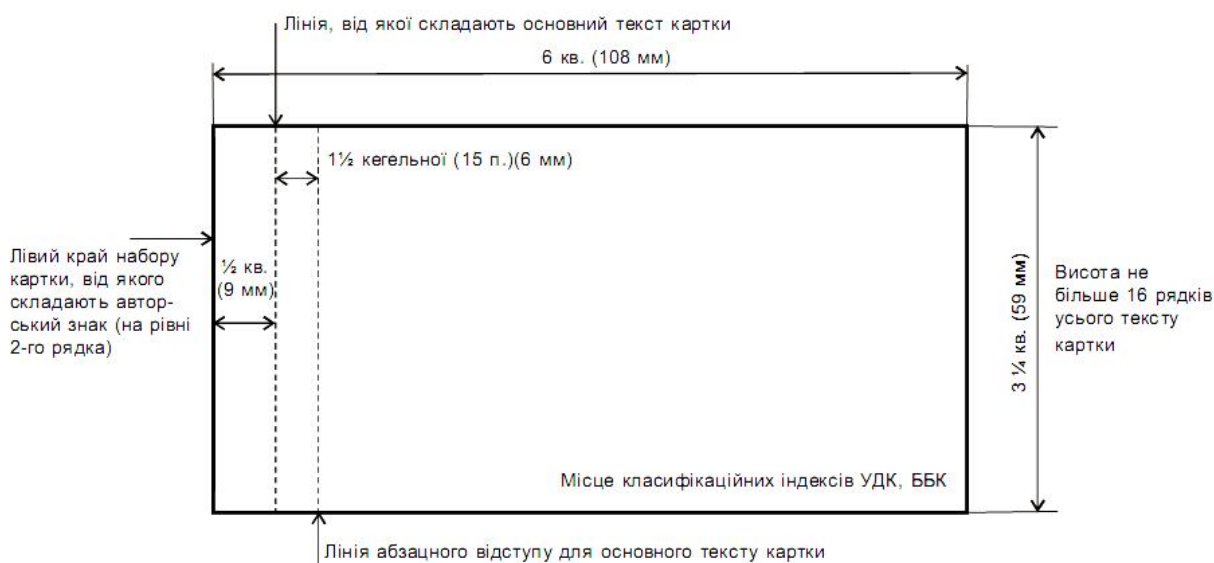 Лінія, від якої складають основний текст картки
6 кв. (108 мм)
1½ кегельної (15 п.)(6 мм)
Лівий край набору
картки, від якого
складають автор-
ський знак (на рівні
2-го рядка)
½ кв.
(9 мм)
3 ¼ кв. (59 мм)
Висота не
більше 16 рядків
усього тексту
картки
Місце класифікаційних індексів УДК, ББК
Лінія абзацного відступу для основного тексту картки